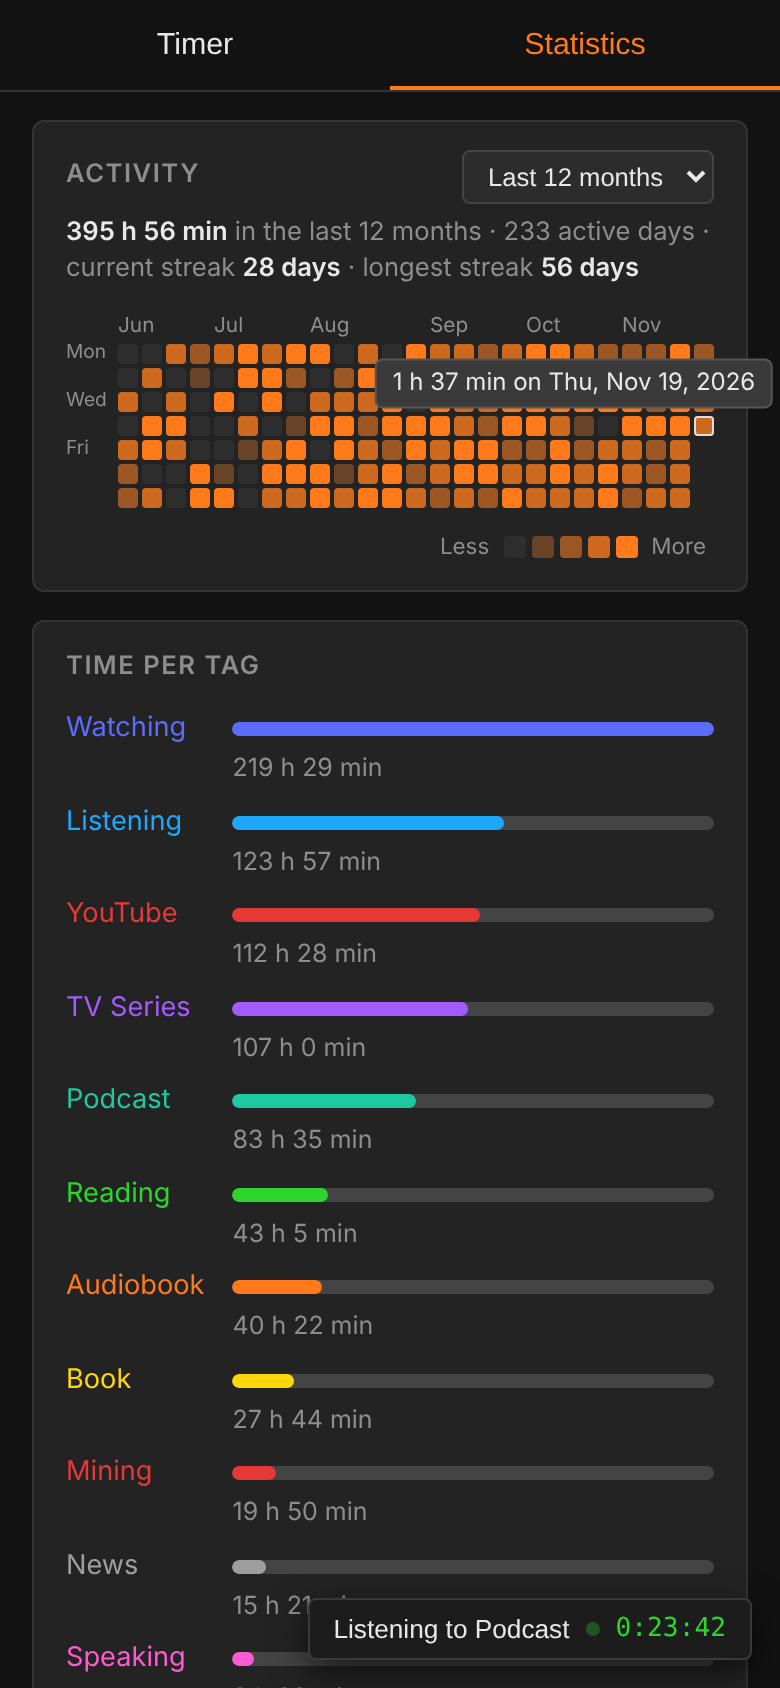 Timer
Statistics
ACTIVITY
Last 12 months
395 h 56 min in the last 12 months · 233 active days ·
current streak 28 days · longest streak 56 days
Jun Jul Aug Sep Oct Nov
Mon
1 h 37 min on Thu, Nov 19, 2026
Wed
Fri
Less More
TIME PER TAG
Watching
219 h 29 min
Listening
123 h 57 min
YouTube
112 h 28 min
TV Series
107 h 0 min
Podcast
83 h 35 min
Reading
43 h 5 min
Audiobook
40 h 22 min
Book
27 h 44 min
Mining
19 h 50 min
News
15 h 21
Listening to Podcast 0:23:42
Speaking